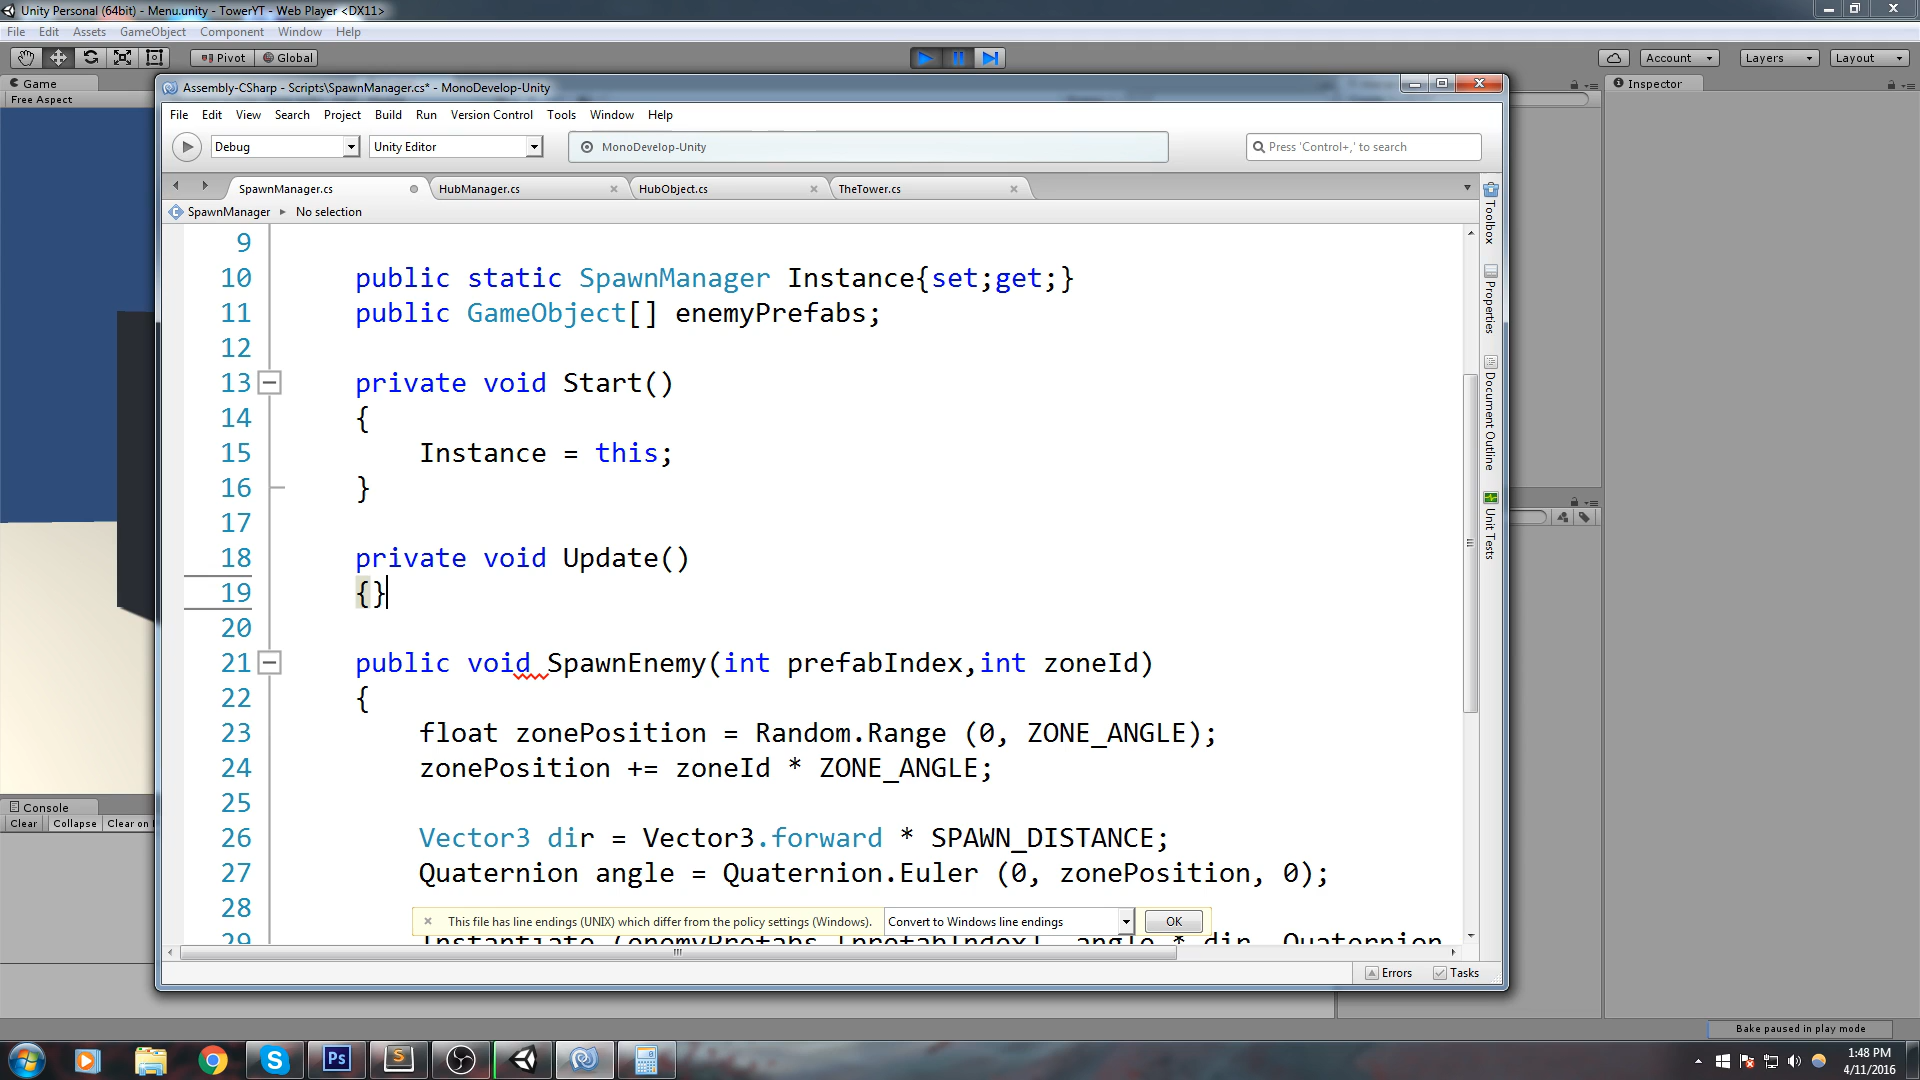 Unity Personal (64bit) - Menu.unity - TowerYT - Web Player <DX11>
File Edit Assets GameObject Component Window Help
Pivot Global Account Layers Layout
Game
Free Aspect
Inspector
Assembly-CSharp - Scripts\SpawnManager.cs* - MonoDevelop-Unity
File Edit View Search Project Build Run Version Control Tools Window Help
Debug Unity Editor MonoDevelop-Unity Press 'Control+,' to search
SpawnManager.cs HubManager.cs HubObject.cs TheTower.cs
SpawnManager No selection
Toolbox
Properties
Document Outline
Unit Tests
9
10 public static SpawnManager Instance{set;get;}
11 public GameObject[] enemyPrefabs;
12
13 private void Start()
14 {
15 Instance = this;
16 }
17
18 private void Update()
19 {}
20
21 public void SpawnEnemy(int prefabIndex,int zoneId)
22 {
23 float zonePosition = Random.Range (0, ZONE_ANGLE);
24 zonePosition += zoneId * ZONE_ANGLE;
25
26 Vector3 dir = Vector3.forward * SPAWN_DISTANCE;
27 Quaternion angle = Quaternion.Euler (0, zonePosition, 0);
28
This file has line endings (UNIX) which differ from the policy settings (Windows). Convert to Windows line endings OK
29 Instantiate (enemyPrefabs [prefabIndex], angle * dir, Quaternion
Errors Tasks
Console
Clear Collapse Clear on
Bake paused in play mode
1:48 PM
4/11/2016